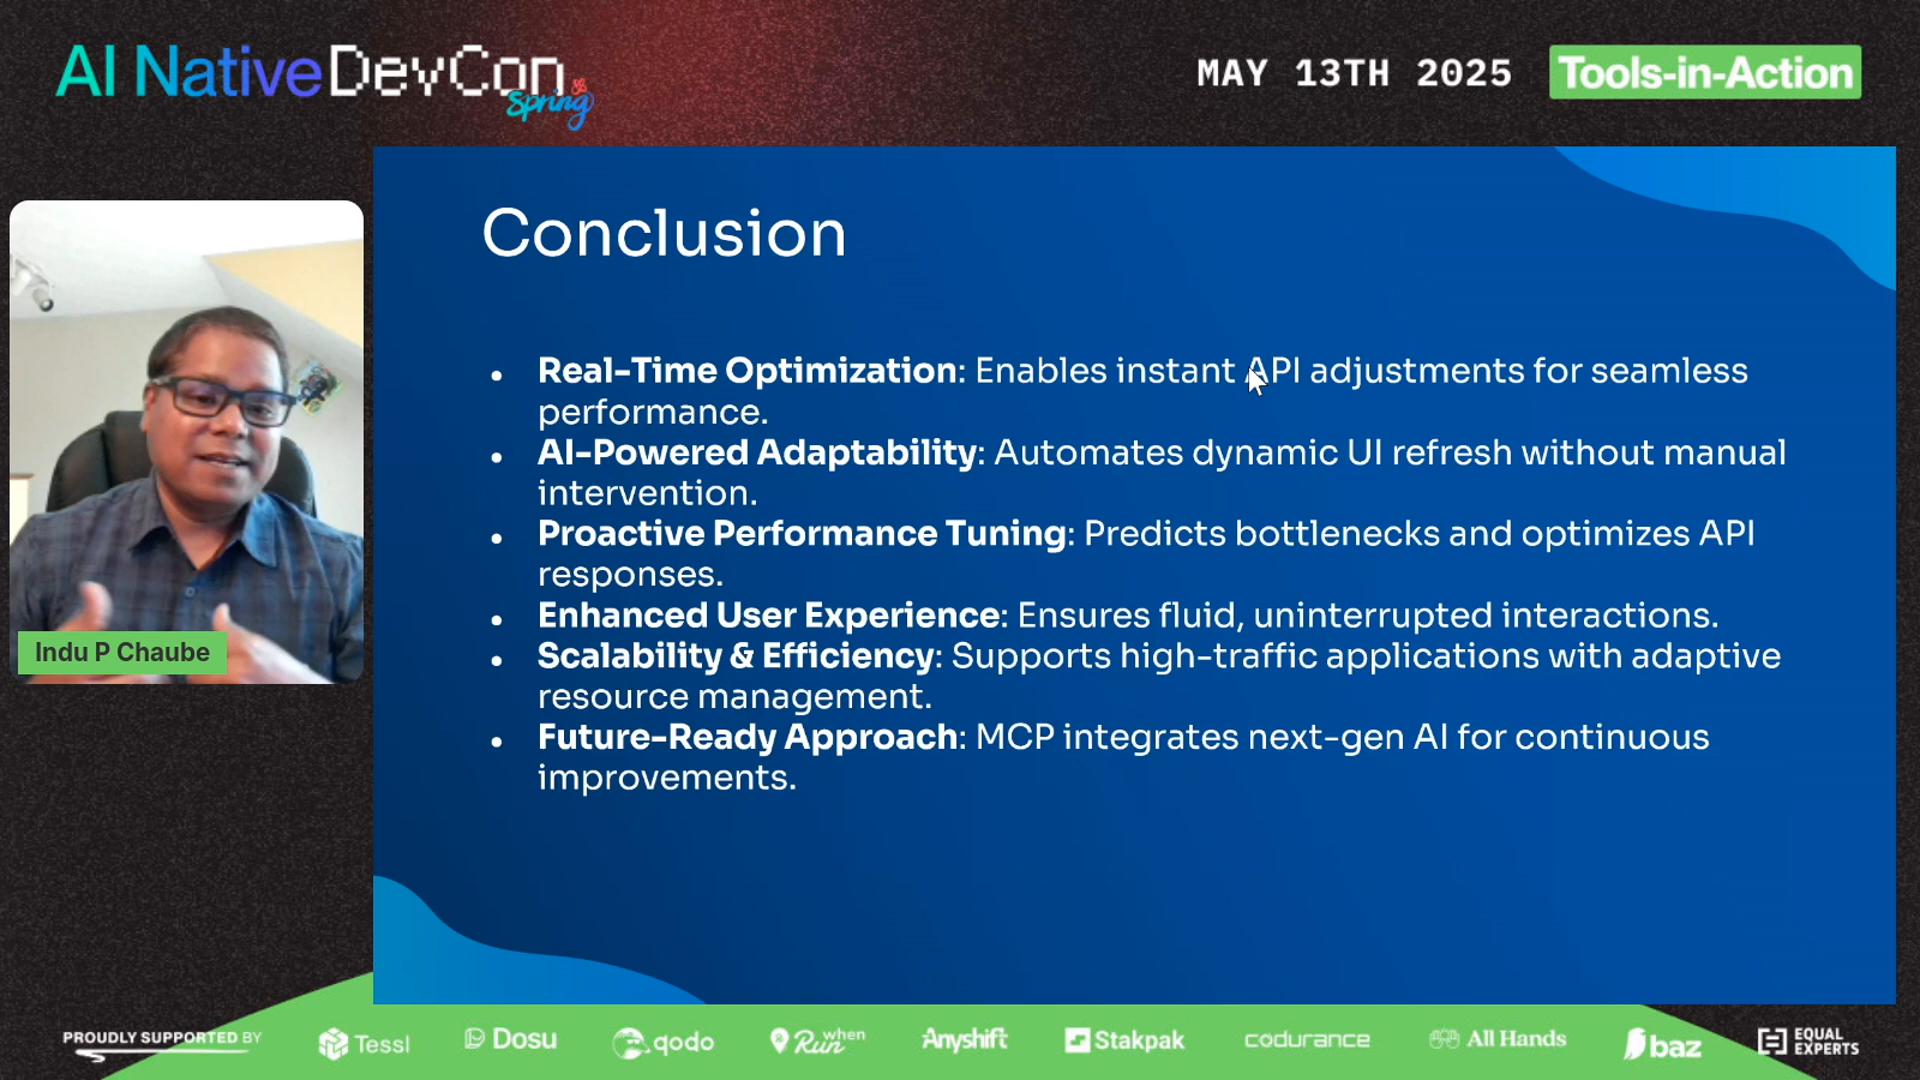 AI Native DevCon
Spring
MAY 13TH 2025
Tools-in-Action
Conclusion
• Real-Time Optimization: Enables instant API adjustments for seamless
performance.
• AI-Powered Adaptability: Automates dynamic UI refresh without manual
intervention.
• Proactive Performance Tuning: Predicts bottlenecks and optimizes API
responses.
• Enhanced User Experience: Ensures fluid, uninterrupted interactions.
• Scalability & Efficiency: Supports high-traffic applications with adaptive
resource management.
• Future-Ready Approach: MCP integrates next-gen AI for continuous
improvements.
Indu P Chaube
PROUDLY SUPPORTED BY
Tessl
Dosu
qodo
Run when
Anyshift
Stakpak
codurance
All Hands
baz
EQUAL
EXPERTS